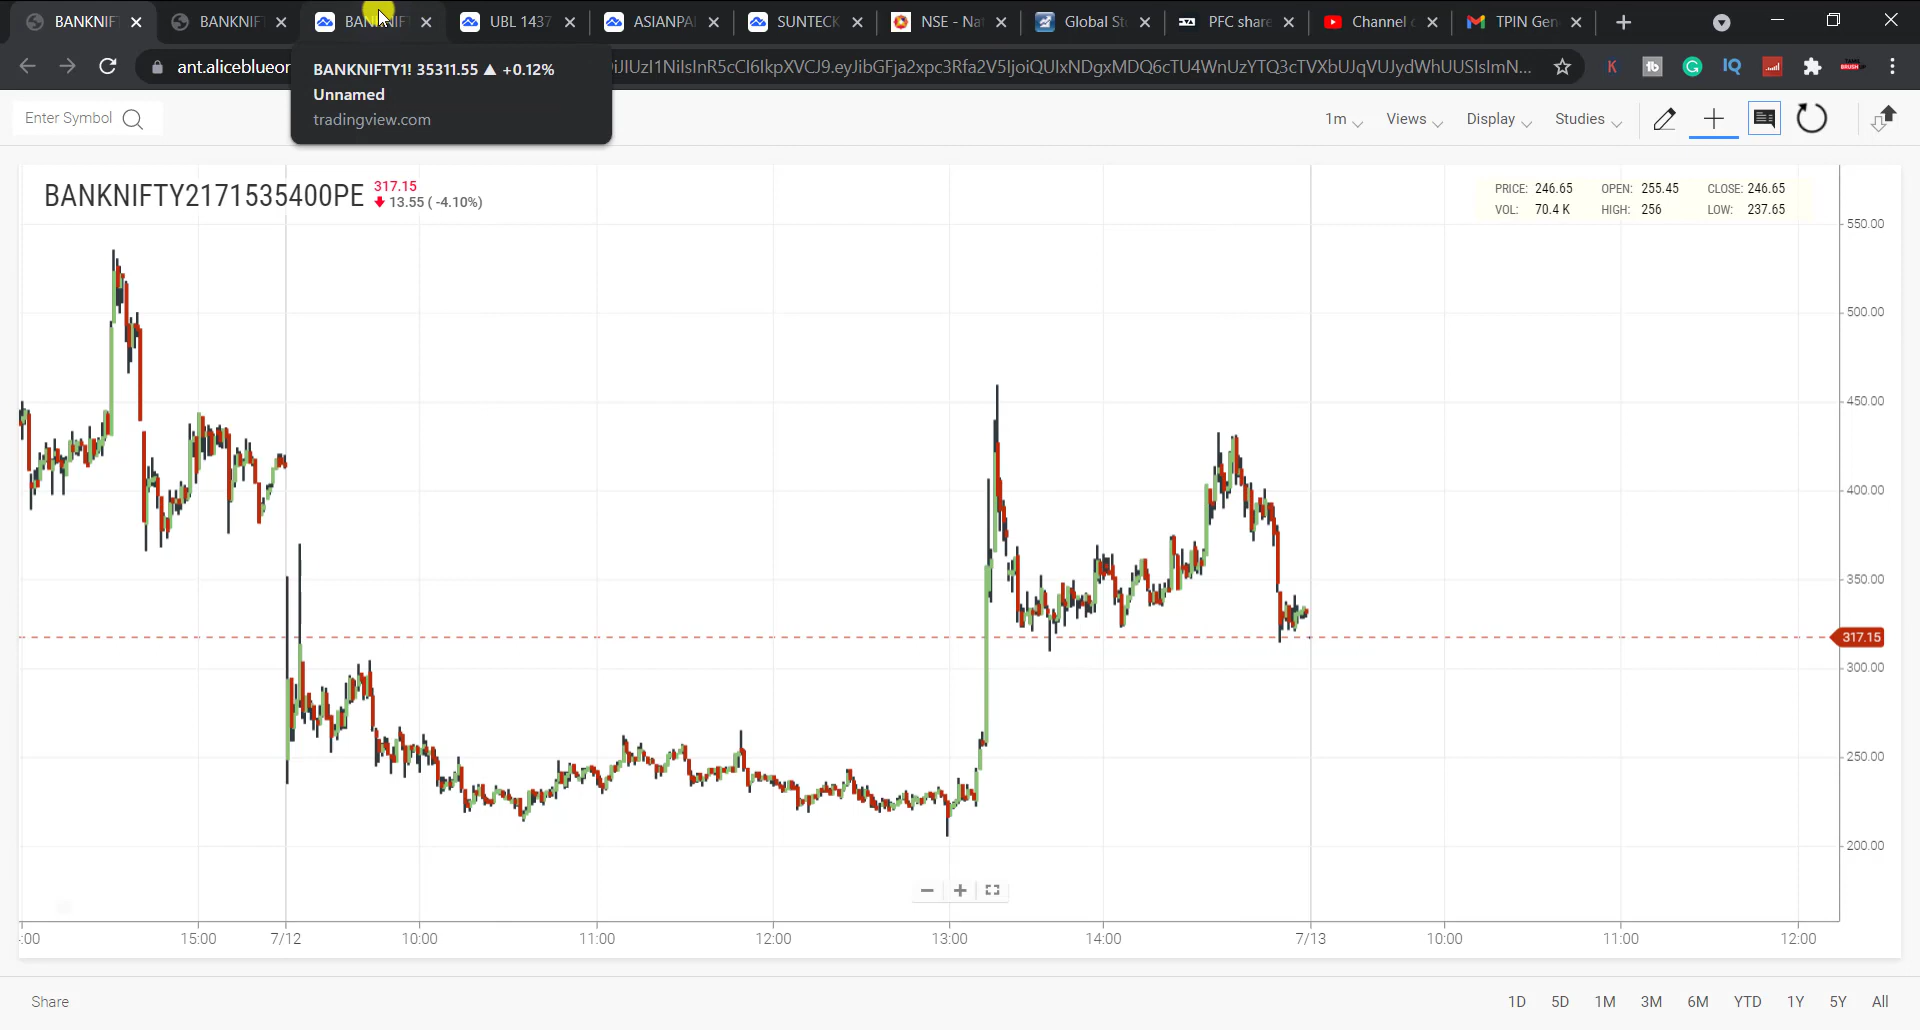 BANKNIF
BANKNIF
BANKNIF
UBL 1437
ASIANPA
SUNTECK
NSE - Na
Global St
PFC share
Channel
TPIN Gen
ant.aliceblueor
BANKNIFTY1! 35311.55 ▲ +0.12%
Unnamed
tradingview.com
Enter Symbol
1m
Views
Display
Studies
BANKNIFTY2171535400PE
317.15
13.55 ( -4.10%)
PRICE: 246.65 OPEN: 255.45 CLOSE: 246.65
VOL: 70.4 K HIGH: 256 LOW: 237.65
550.00
500.00
450.00
400.00
350.00
317.15
300.00
250.00
200.00
:00 15:00 7/12 10:00 11:00 12:00 13:00 14:00 7/13 10:00 11:00 12:00
Share
1D 5D 1M 3M 6M YTD 1Y 5Y All